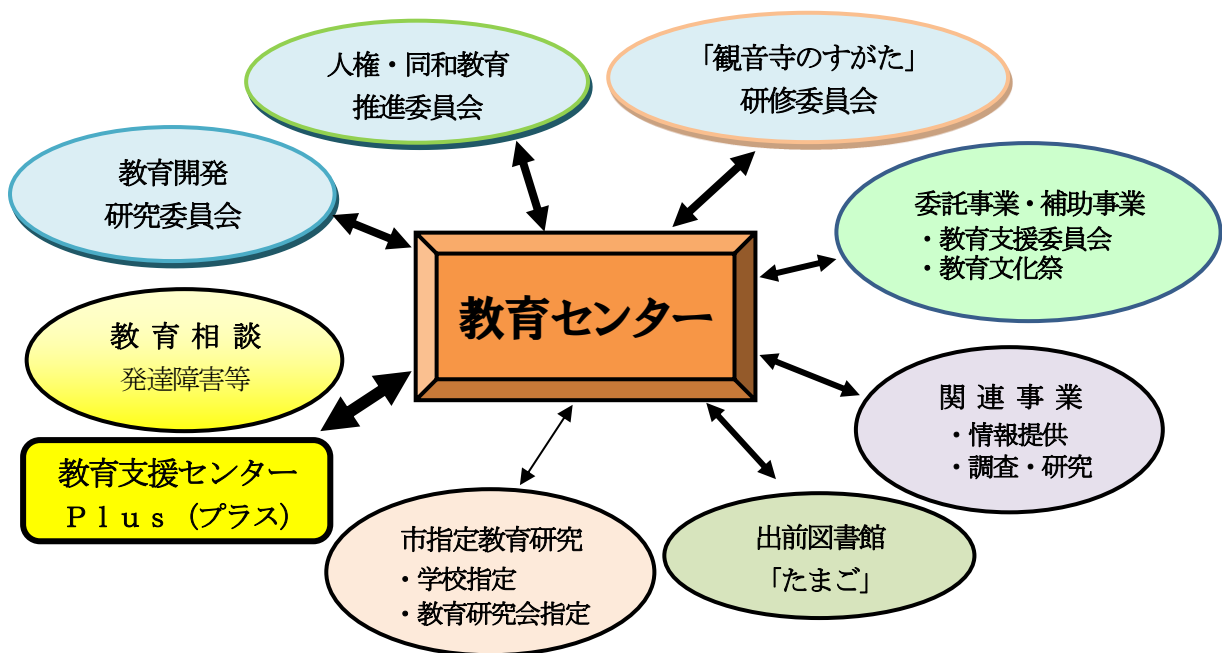 人権・同和教育
推進委員会
「観音寺のすがた」
研修委員会
教育開発
研究委員会
委託事業・補助事業
・教育支援委員会
・教育文化祭
教育センター
教 育 相 談
発達障害等
関 連 事 業
・情報提供
・調査・研究
教育支援センター
Ｐｌｕｓ（プラス）
市指定教育研究
・学校指定
・教育研究会指定
出前図書館
「たまご」